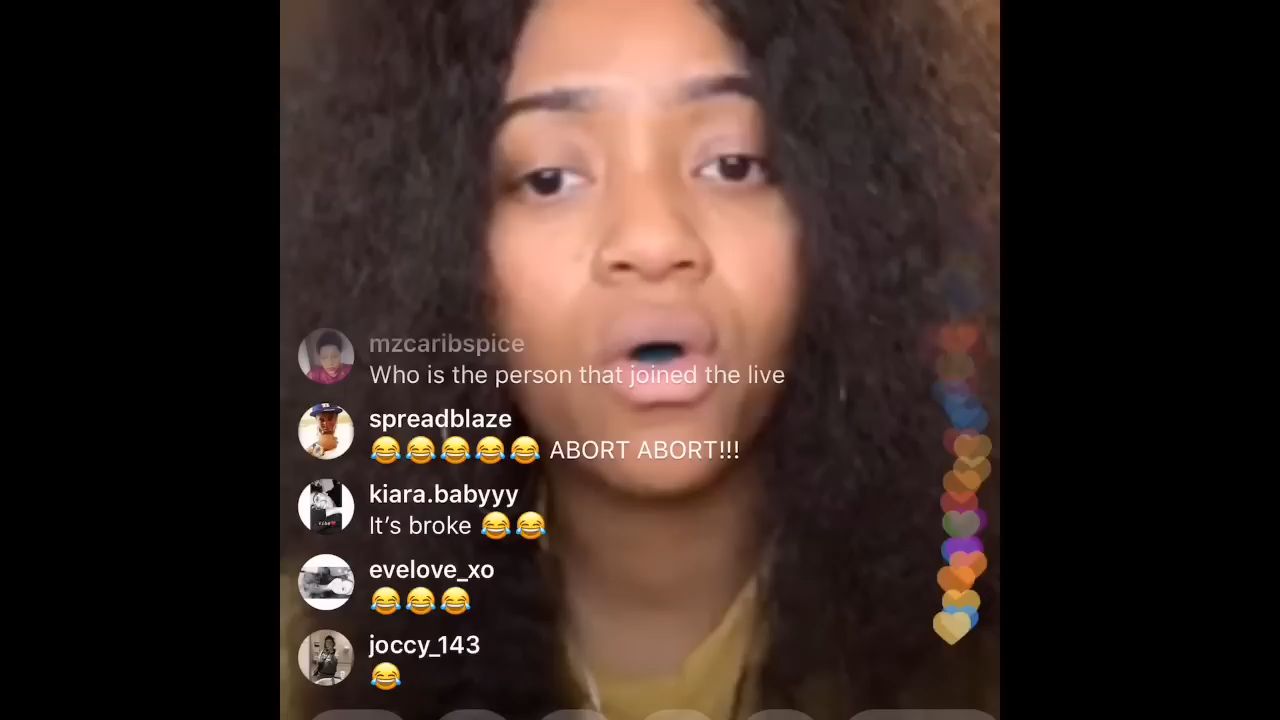 mzcaribspice
Who is the person that joined the live
spreadblaze
😂😂😂😂😂 ABORT ABORT!!!
kiara.babyyy
It’s broke 😂😂
evelove_xo
😂😂😂
joccy_143
😂